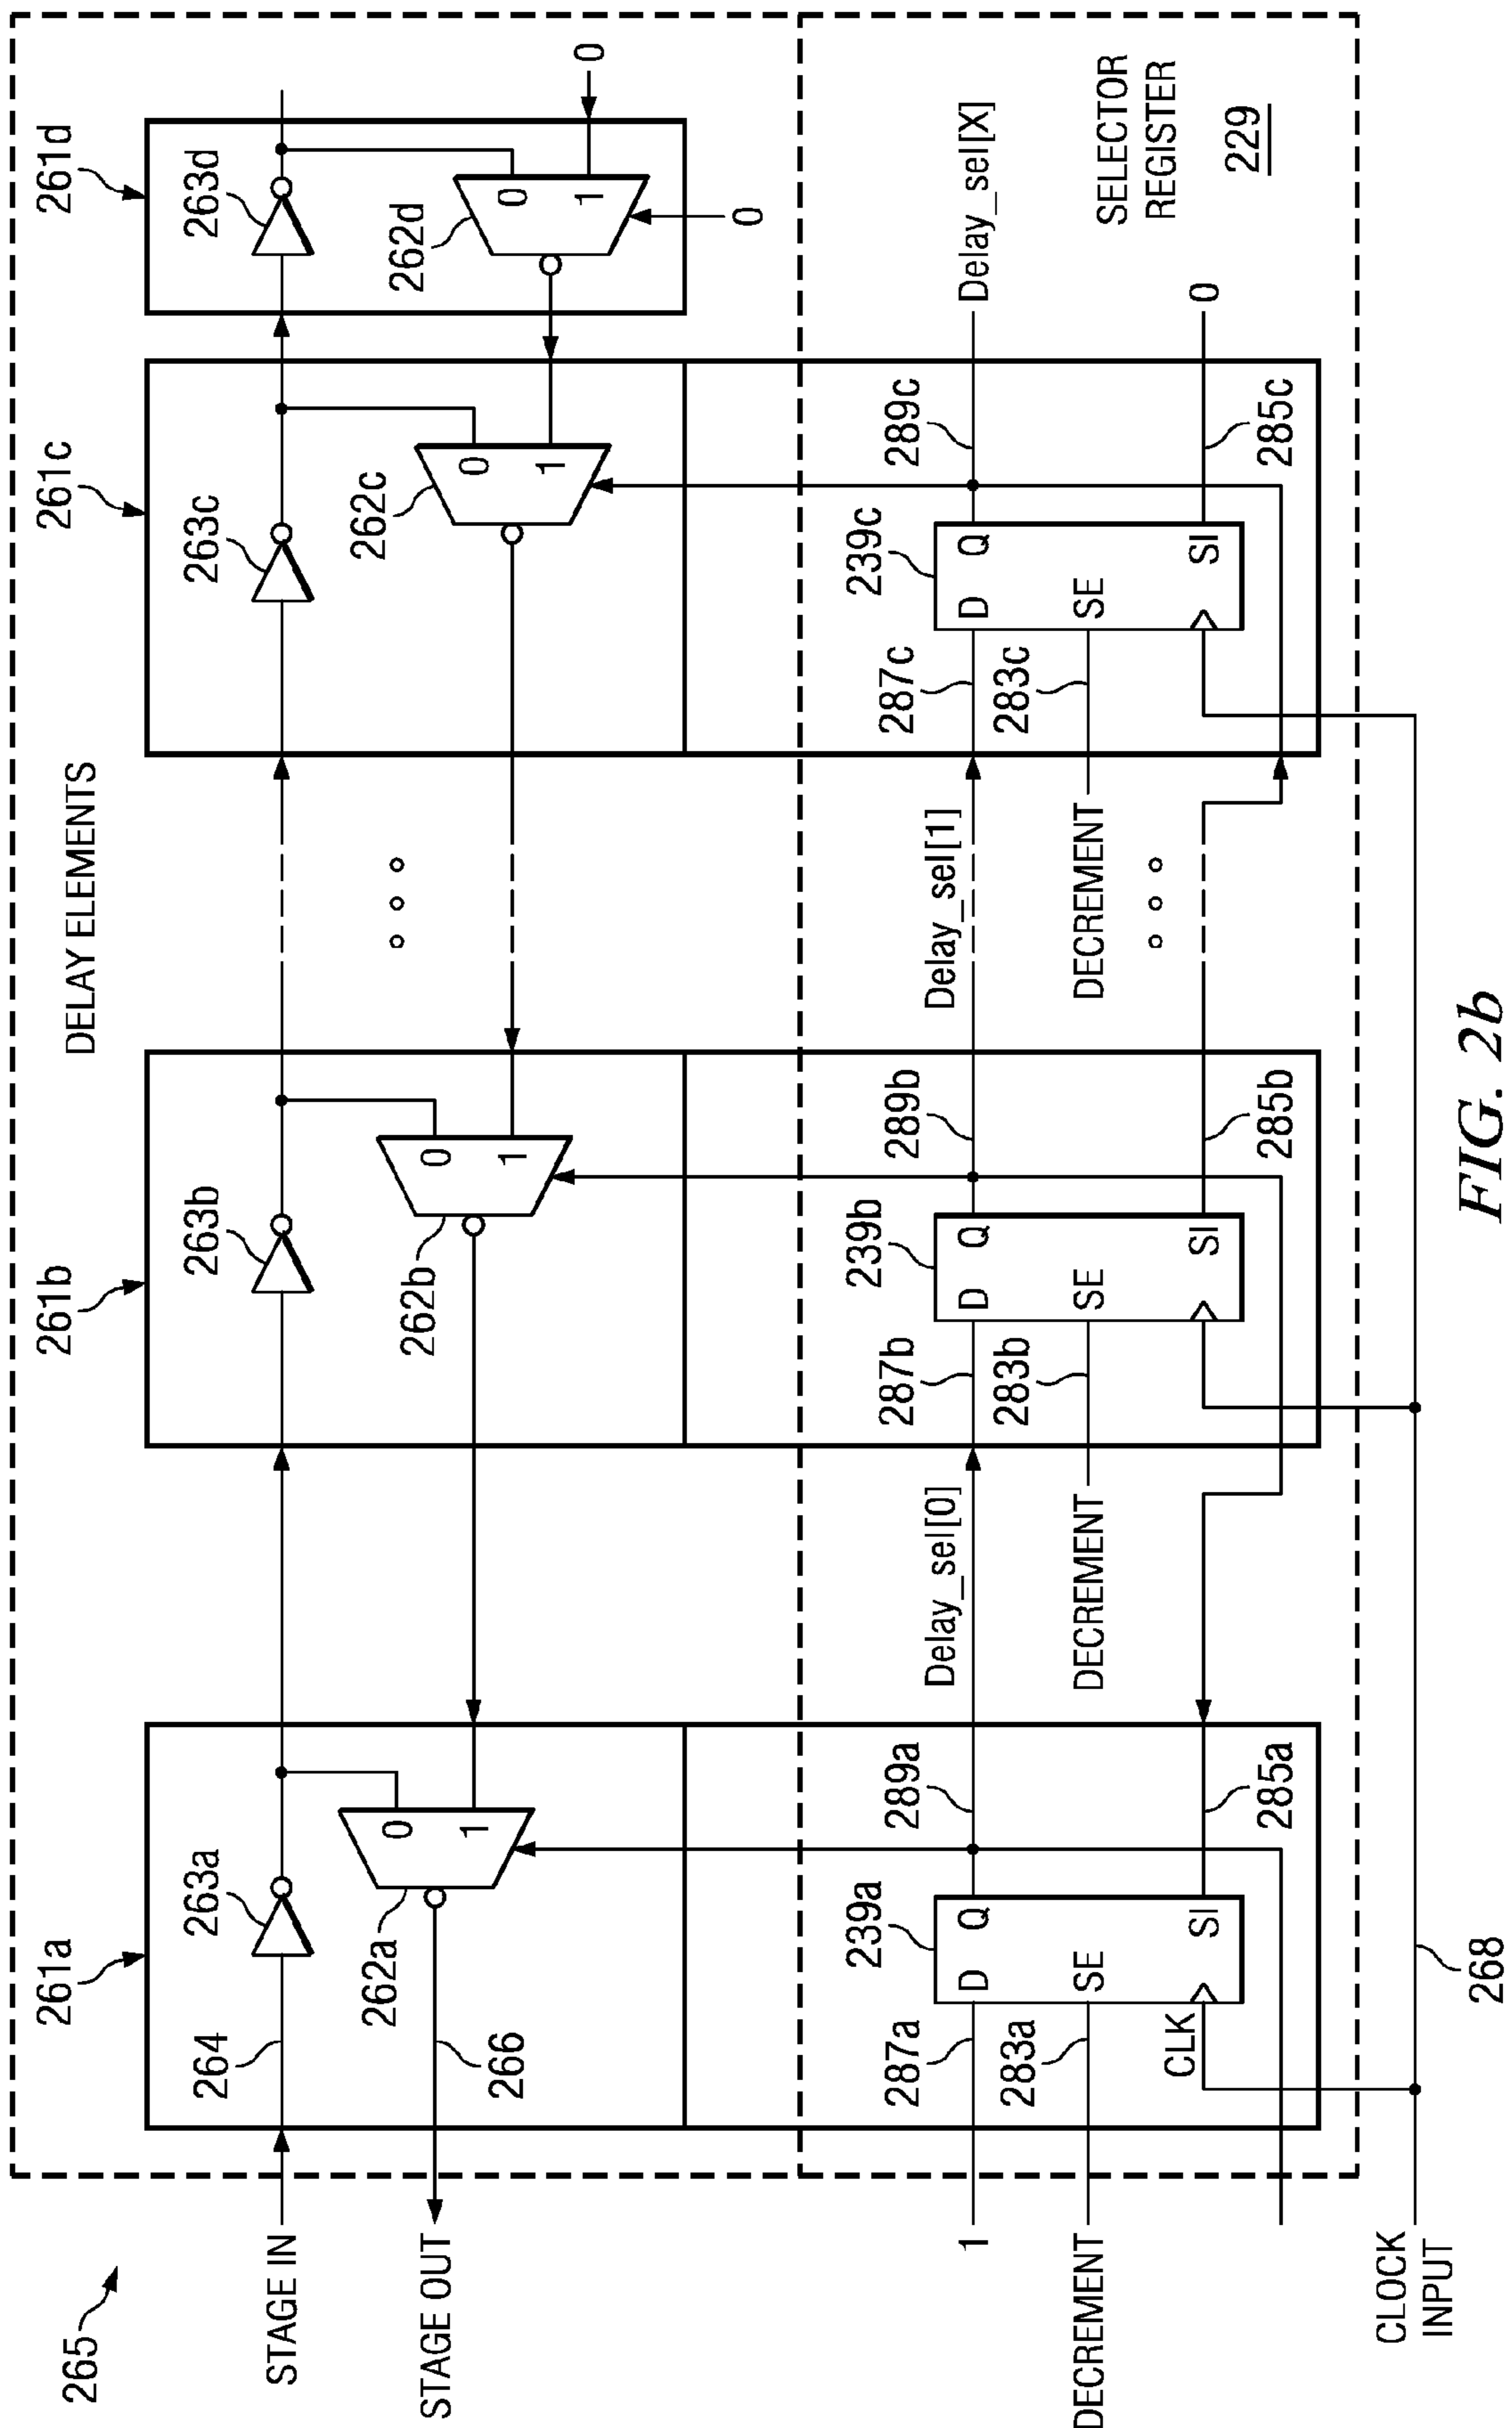 DELAY ELEMENTS
261a
261b
261c
261d
265
264
263a
263b
263c
263d
STAGE IN
0
0
0
0
0
262a
262b
262c
262d
1
1
1
1
0
STAGE OUT
266
0
289a
289b
289c
Delay_sel[0]
Delay_sel[1]
Delay_sel[X]
239a
239b
239c
287a
287b
287c
1
D
Q
D
Q
D
Q
283a
283b
283c
DECREMENT
SE
DECREMENT
SE
DECREMENT
SE
SELECTOR
REGISTER
229
CLK
SI
SI
SI
0
285a
285b
285c
CLOCK
INPUT
268
FIG. 2b